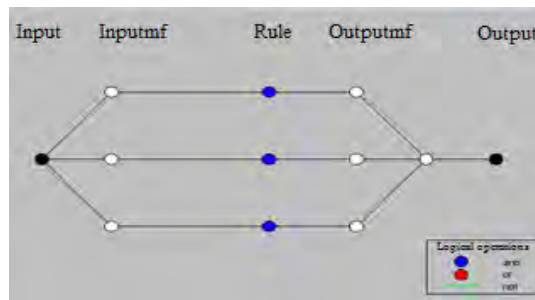 Input Inputmf Rule Outputmf Output
Logical operations
and
or
not